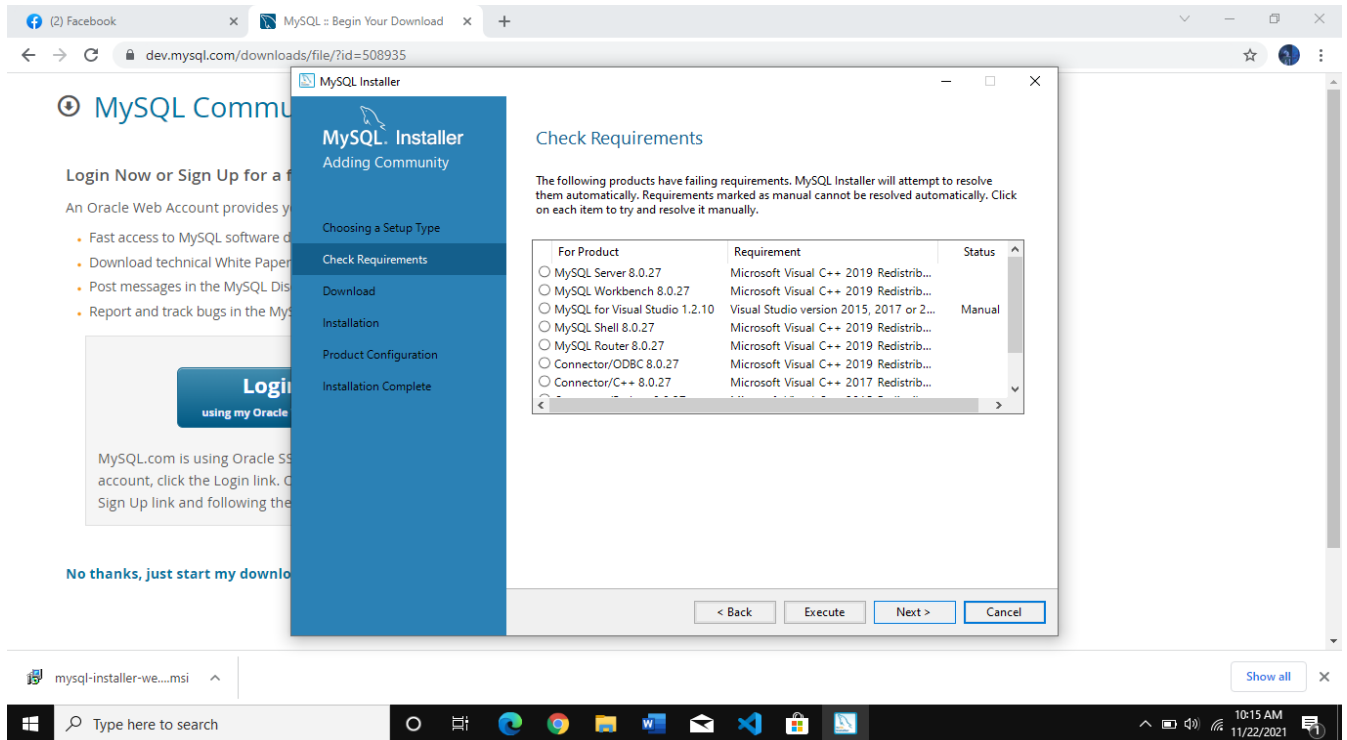 (2) Facebook
MySQL :: Begin Your Download
dev.mysql.com/downloads/file/?id=508935
MySQL Commu
Login Now or Sign Up for a f
An Oracle Web Account provides y
Fast access to MySQL software d
Download technical White Paper
Post messages in the MySQL Dis
Report and track bugs in the MyS
Login
using my Oracle
MySQL.com is using Oracle SS
account, click the Login link. O
Sign Up link and following the
No thanks, just start my downlo
MySQL Installer
MySQL. Installer
Adding Community
Choosing a Setup Type
Check Requirements
Download
Installation
Product Configuration
Installation Complete
Check Requirements
The following products have failing requirements. MySQL Installer will attempt to resolve
them automatically. Requirements marked as manual cannot be resolved automatically. Click
on each item to try and resolve it manually.
For Product Requirement Status
MySQL Server 8.0.27 Microsoft Visual C++ 2019 Redistrib...
MySQL Workbench 8.0.27 Microsoft Visual C++ 2019 Redistrib...
MySQL for Visual Studio 1.2.10 Visual Studio version 2015, 2017 or 2... Manual
MySQL Shell 8.0.27 Microsoft Visual C++ 2019 Redistrib...
MySQL Router 8.0.27 Microsoft Visual C++ 2019 Redistrib...
Connector/ODBC 8.0.27 Microsoft Visual C++ 2019 Redistrib...
Connector/C++ 8.0.27 Microsoft Visual C++ 2017 Redistrib...
< Back Execute Next > Cancel
mysql-installer-we....msi
Show all
Type here to search
10:15 AM
11/22/2021
1